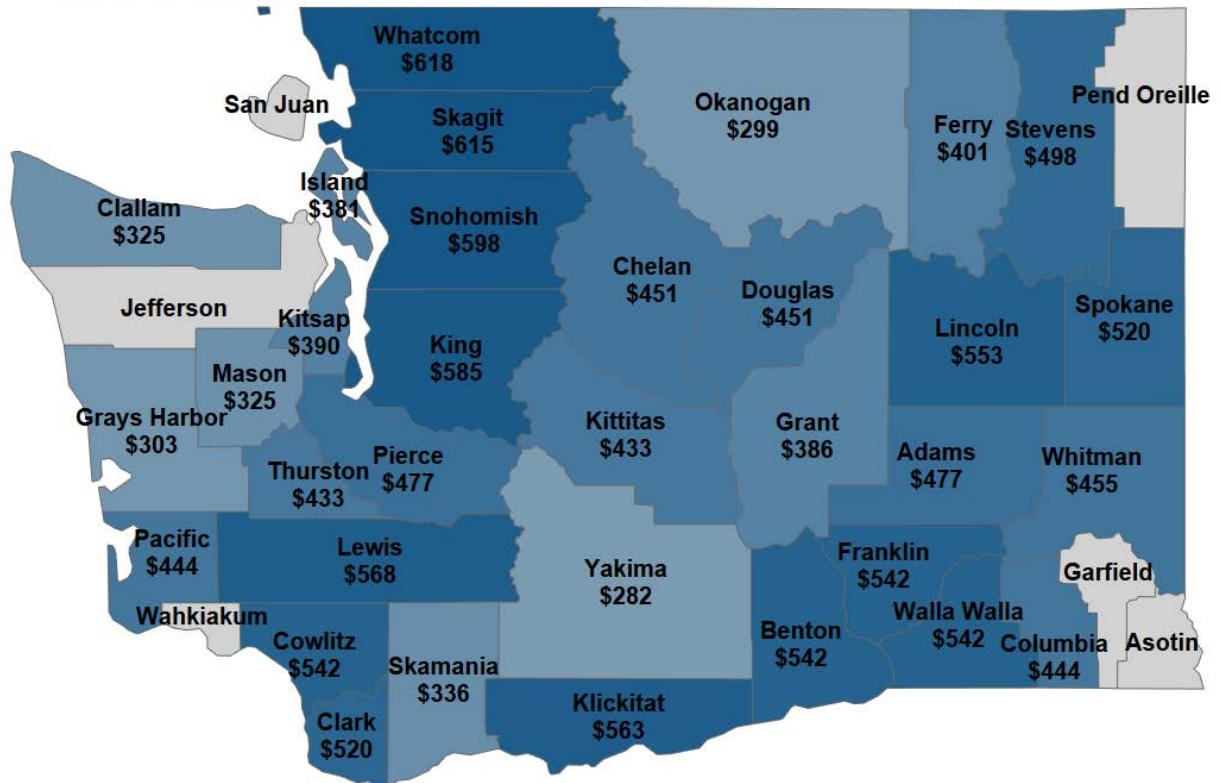 Whatcom
$618
San Juan
Skagit
$615
Okanogan
$299
Ferry
$401
Stevens
$498
Pend Oreille
Island
$381
Clallam
$325
Snohomish
$598
Chelan
$451
Douglas
$451
Jefferson
Kitsap
$390
King
$585
Lincoln
$553
Spokane
$520
Mason
$325
Grays Harbor
$303
Kittitas
$433
Grant
$386
Thurston
$433
Pierce
$477
Adams
$477
Whitman
$455
Pacific
$444
Lewis
$568
Yakima
$282
Franklin
$542
Garfield
Wahkiakum
Walla Walla
$542
Cowlitz
$542
Skamania
$336
Benton
$542
Columbia
$444
Asotin
Klickitat
$563
Clark
$520